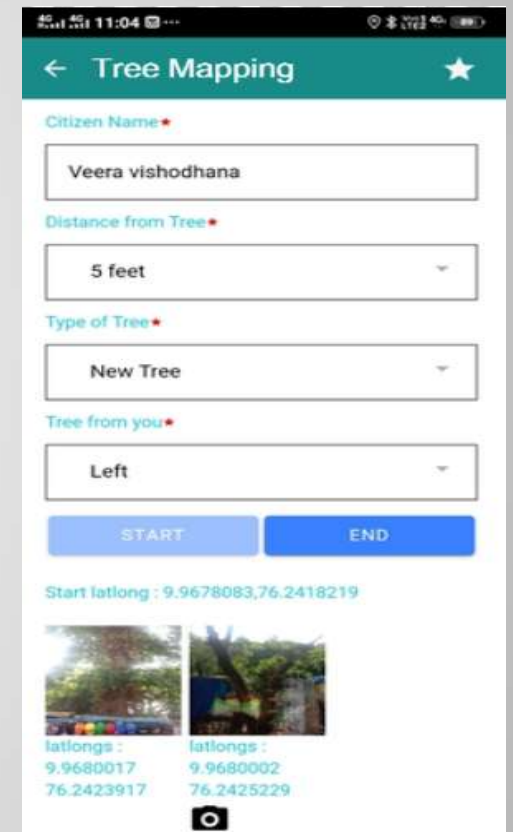 11:04
Tree Mapping
Citizen Name*
Veera vishodhana
Distance from Tree*
5 feet
Type of Tree*
New Tree
Tree from you*
Left
START END
Start latlong : 9.9678083,76.2418219
latlongs : latlongs :
9.9680017 9.9680002
76.2423917 76.2425229